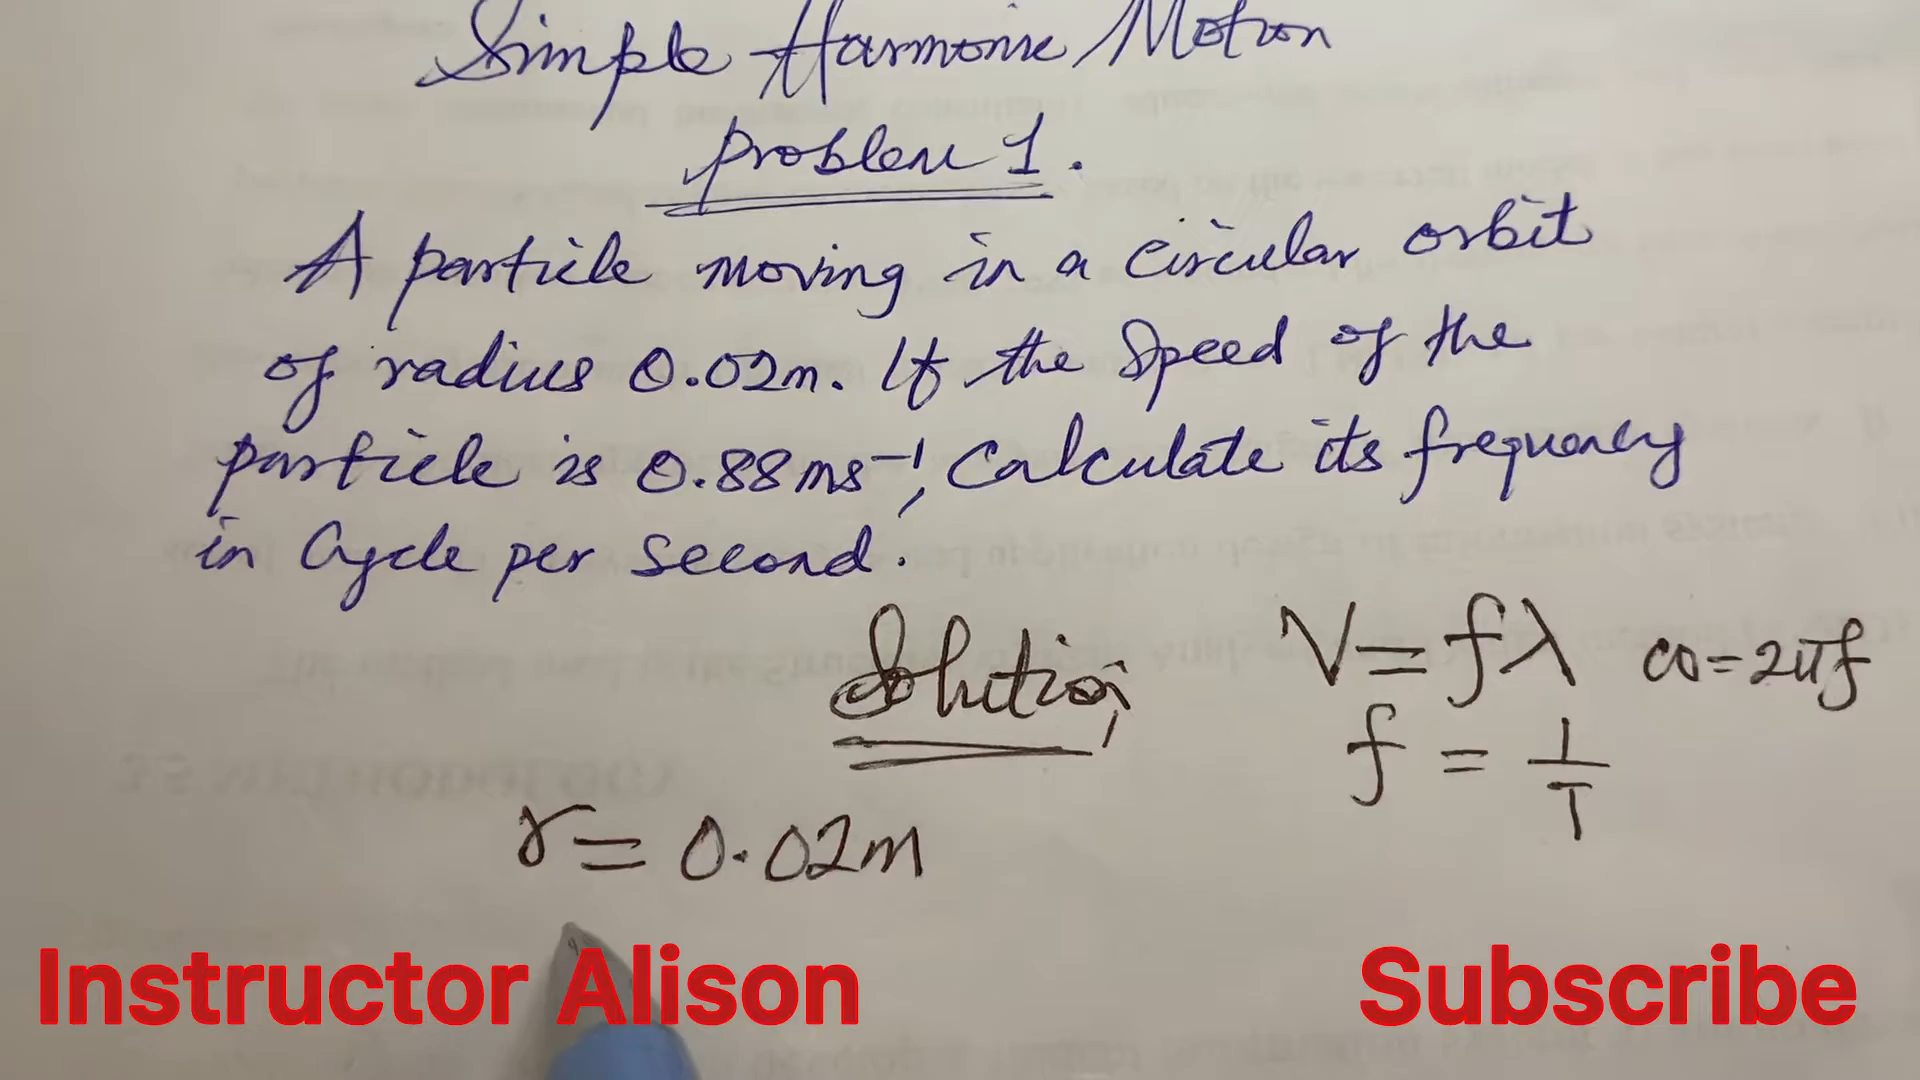 Simple Harmonic Motion
Problem 1.
A particle moving in a circular orbit
of radius 0.02m. If the speed of the
particle is 0.88ms⁻¹, Calculate its frequency
in Cycle per second.
Solution,
V = fλ ω = 2πf
f = 1/T
r = 0.02m
Instructor Alison
Subscribe